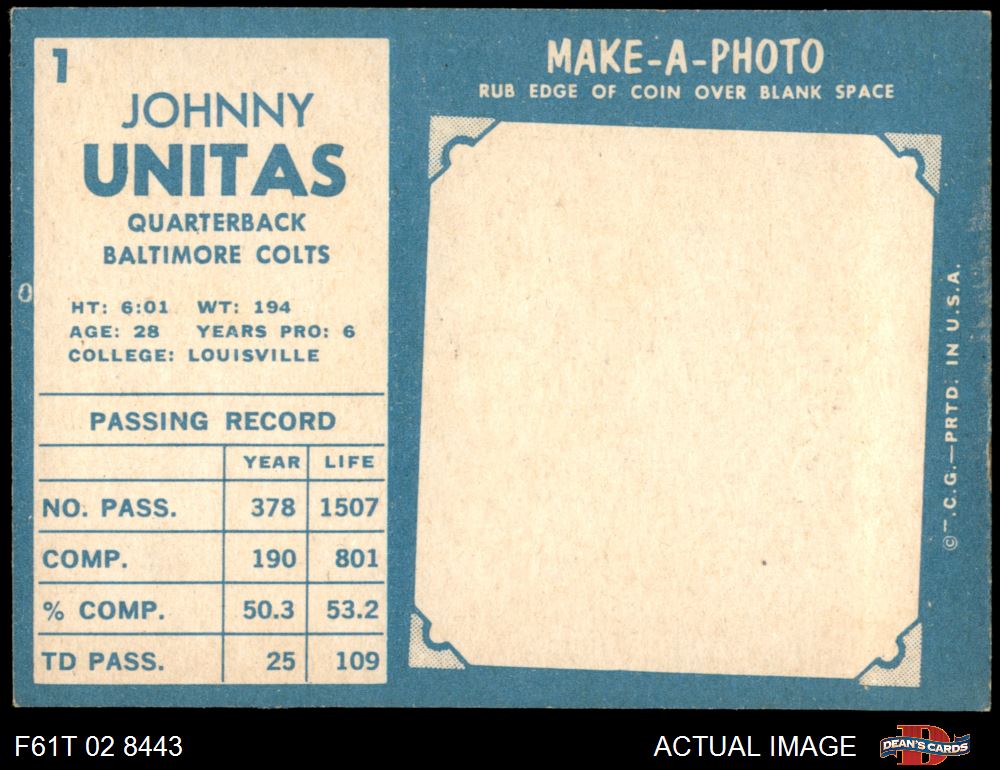 1
JOHNNY
UNITAS
QUARTERBACK
BALTIMORE COLTS
HT: 6:01 WT: 194
AGE: 28 YEARS PRO: 6
COLLEGE: LOUISVILLE
PASSING RECORD
YEAR LIFE
NO. PASS. 378 1507
COMP. 190 801
% COMP. 50.3 53.2
TD PASS. 25 109
MAKE-A-PHOTO
RUB EDGE OF COIN OVER BLANK SPACE
© T.C.G.—PRTD. IN U.S.A.
0
F61T 02 8443
ACTUAL IMAGE
D
DEAN'S CARDS